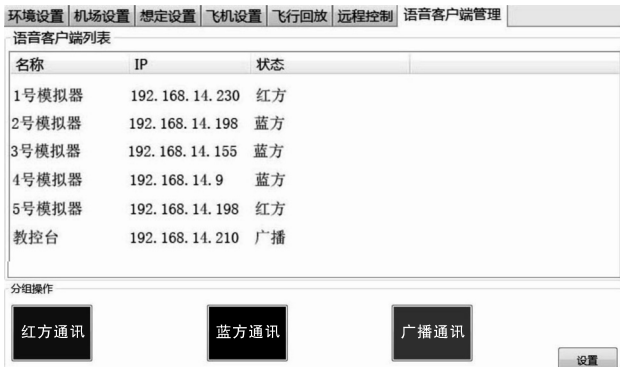 环境设置 机场设置 想定设置 飞机设置 飞行回放 远程控制 语音客户端管理
语音客户端列表
名称 IP 状态
1号模拟器 192.168.14.230 红方
2号模拟器 192.168.14.198 蓝方
3号模拟器 192.168.14.155 蓝方
4号模拟器 192.168.14.9 蓝方
5号模拟器 192.168.14.198 红方
教控台 192.168.14.210 广播
分组操作
红方通讯 蓝方通讯 广播通讯
设置